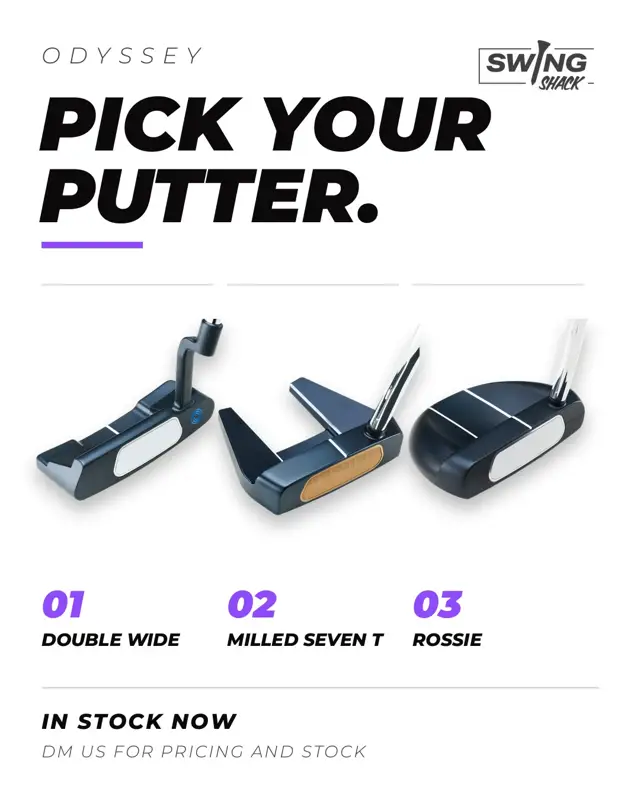 ODYSSEY
SWING
SHACK
PICK YOUR
PUTTER.
01
DOUBLE WIDE
02
MILLED SEVEN T
03
ROSSIE
IN STOCK NOW
DM US FOR PRICING AND STOCK